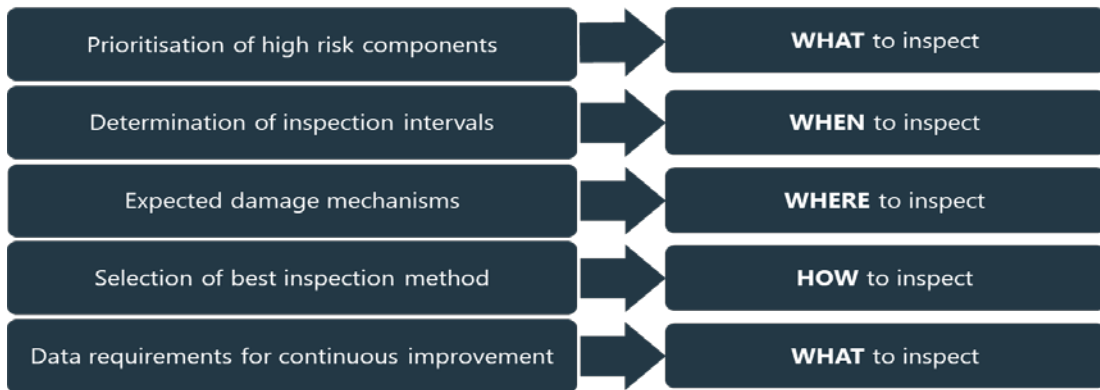 Prioritisation of high risk components
WHAT to inspect
Determination of inspection intervals
WHEN to inspect
Expected damage mechanisms
WHERE to inspect
Selection of best inspection method
HOW to inspect
Data requirements for continuous improvement
WHAT to inspect